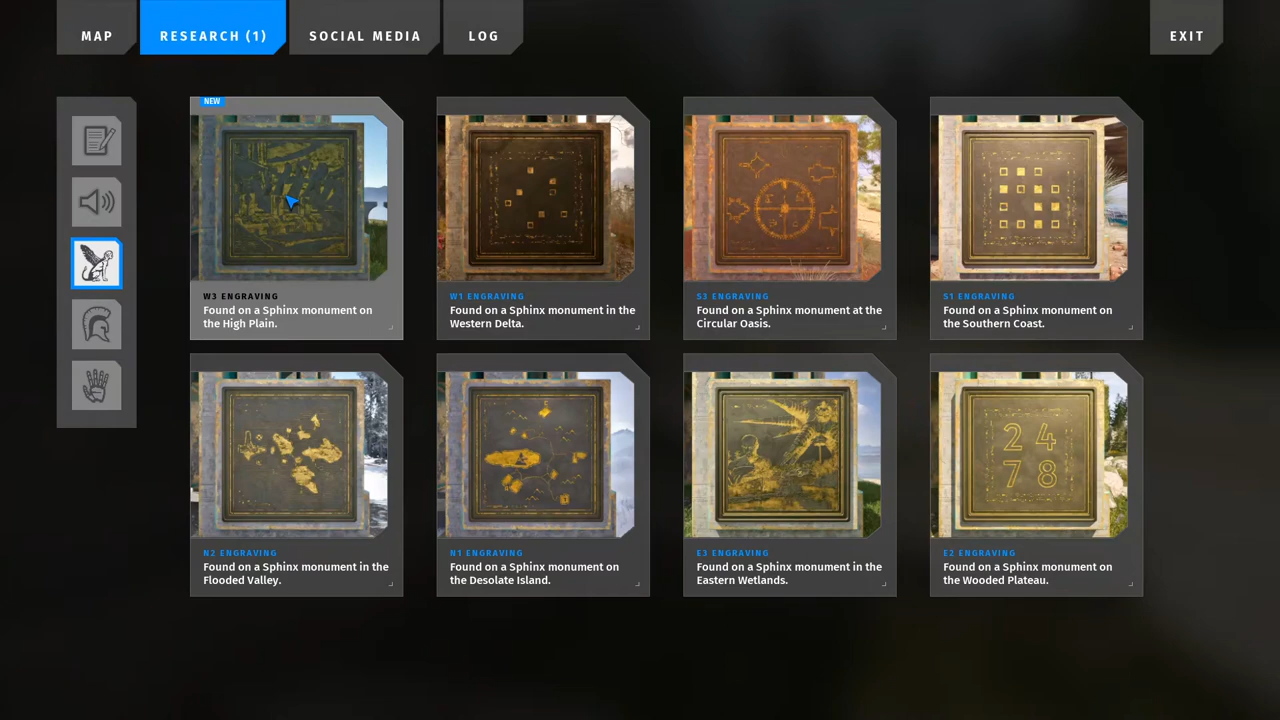 MAP
RESEARCH (1)
SOCIAL MEDIA
LOG
EXIT
NEW
W3 ENGRAVING
Found on a Sphinx monument on
the High Plain.
W1 ENGRAVING
Found on a Sphinx monument in the
Western Delta.
S3 ENGRAVING
Found on a Sphinx monument at the
Circular Oasis.
S1 ENGRAVING
Found on a Sphinx monument on
the Southern Coast.
2 4
7 8
N2 ENGRAVING
Found on a Sphinx monument in the
Flooded Valley.
N1 ENGRAVING
Found on a Sphinx monument on
the Desolate Island.
E3 ENGRAVING
Found on a Sphinx monument in the
Eastern Wetlands.
E2 ENGRAVING
Found on a Sphinx monument on
the Wooded Plateau.